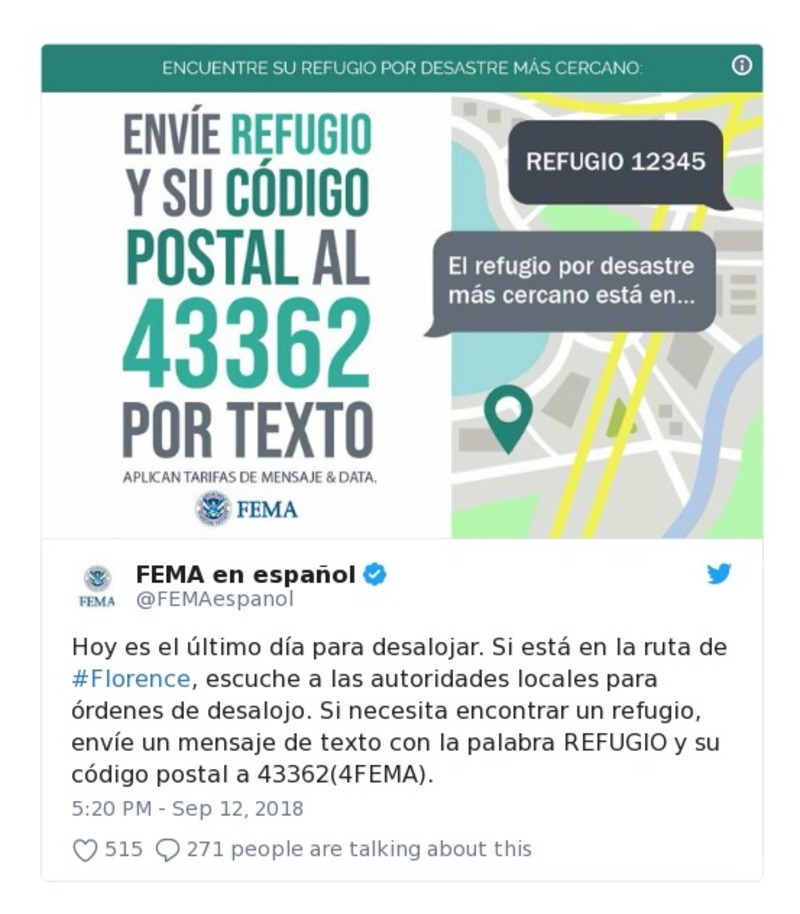 ENCUENTRE SU REFUGIO POR DESASTRE MÁS CERCANO:
ENVÍE REFUGIO
Y SU CÓDIGO
POSTAL AL
43362
POR TEXTO
APLICAN TARIFAS DE MENSAJE & DATA.
FEMA
REFUGIO 12345
El refugio por desastre
más cercano está en...
FEMA
FEMA en español
@FEMAespanol
Hoy es el último día para desalojar. Si está en la ruta de
#Florence, escuche a las autoridades locales para
órdenes de desalojo. Si necesita encontrar un refugio,
envíe un mensaje de texto con la palabra REFUGIO y su
código postal a 43362(4FEMA).
5:20 PM - Sep 12, 2018
515 271 people are talking about this